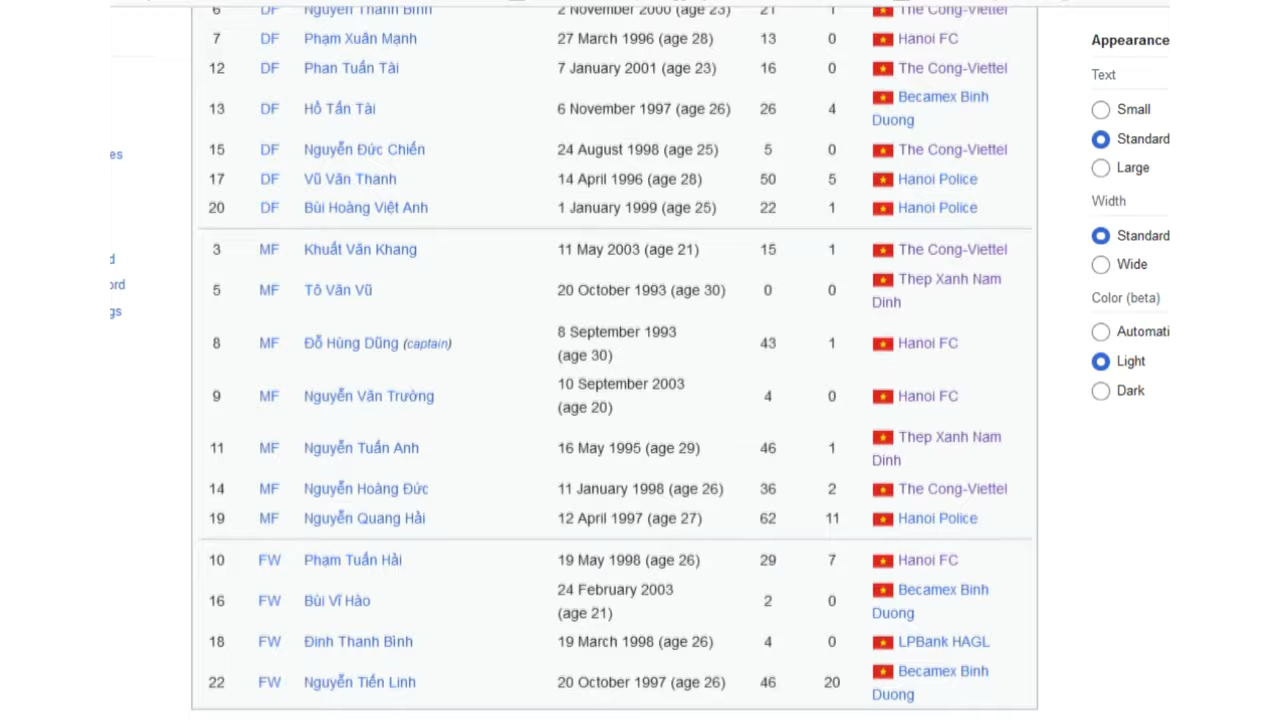 6 DF Nguyễn Thanh Bình 2 November 2000 (age 23) 21 1 The Cong-Viettel
7 DF Phạm Xuân Mạnh 27 March 1996 (age 28) 13 0 Hanoi FC
Appearance
12 DF Phan Tuấn Tài 7 January 2001 (age 23) 16 0 The Cong-Viettel
Text
13 DF Hồ Tấn Tài 6 November 1997 (age 26) 26 4 Becamex Binh
Duong
Small
15 DF Nguyễn Đức Chiến 24 August 1998 (age 25) 5 0 The Cong-Viettel
es
Standard
17 DF Vũ Văn Thanh 14 April 1996 (age 28) 50 5 Hanoi Police
Large
20 DF Bùi Hoàng Việt Anh 1 January 1999 (age 25) 22 1 Hanoi Police
Width
3 MF Khuất Văn Khang 11 May 2003 (age 21) 15 1 The Cong-Viettel
Standard
d
5 MF Tô Văn Vũ 20 October 1993 (age 30) 0 0 Thep Xanh Nam
Dinh
Wide
ord
Color (beta)
gs
8 MF Đỗ Hùng Dũng (captain) 8 September 1993
(age 30) 43 1 Hanoi FC
Automati
Light
9 MF Nguyễn Văn Trường 10 September 2003
(age 20) 4 0 Hanoi FC
Dark
11 MF Nguyễn Tuấn Anh 16 May 1995 (age 29) 46 1 Thep Xanh Nam
Dinh
14 MF Nguyễn Hoàng Đức 11 January 1998 (age 26) 36 2 The Cong-Viettel
19 MF Nguyễn Quang Hải 12 April 1997 (age 27) 62 11 Hanoi Police
10 FW Phạm Tuấn Hải 19 May 1998 (age 26) 29 7 Hanoi FC
16 FW Bùi Vĩ Hào 24 February 2003
(age 21) 2 0 Becamex Binh
Duong
18 FW Đinh Thanh Bình 19 March 1998 (age 26) 4 0 LPBank HAGL
22 FW Nguyễn Tiến Linh 20 October 1997 (age 26) 46 20 Becamex Binh
Duong